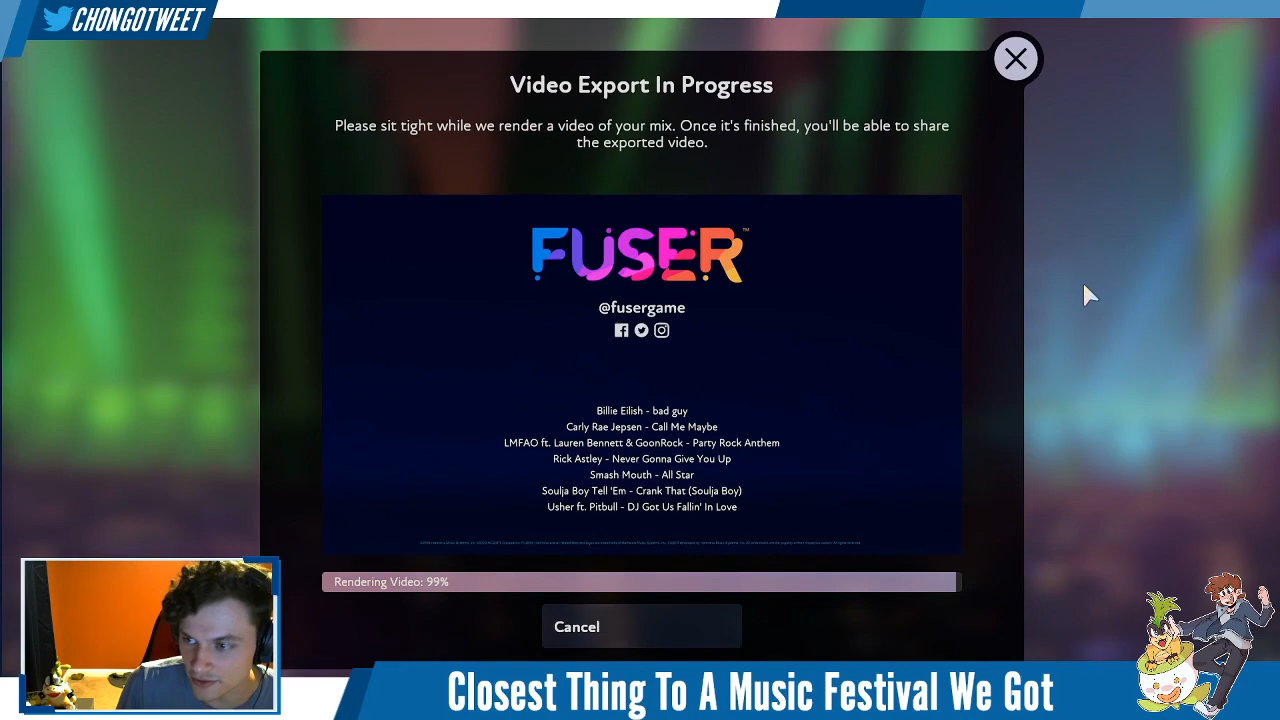 CHONGOTWEET
Video Export In Progress
Please sit tight while we render a video of your mix. Once it's finished, you'll be able to share
the exported video.
FUSER™
@fusergame
Billie Eilish - bad guy
Carly Rae Jepsen - Call Me Maybe
LMFAO ft. Lauren Bennett & GoonRock - Party Rock Anthem
Rick Astley - Never Gonna Give You Up
Smash Mouth - All Star
Soulja Boy Tell 'Em - Crank That (Soulja Boy)
Usher ft. Pitbull - DJ Got Us Fallin' In Love
Rendering Video: 99%
Cancel
Closest Thing To A Music Festival We Got